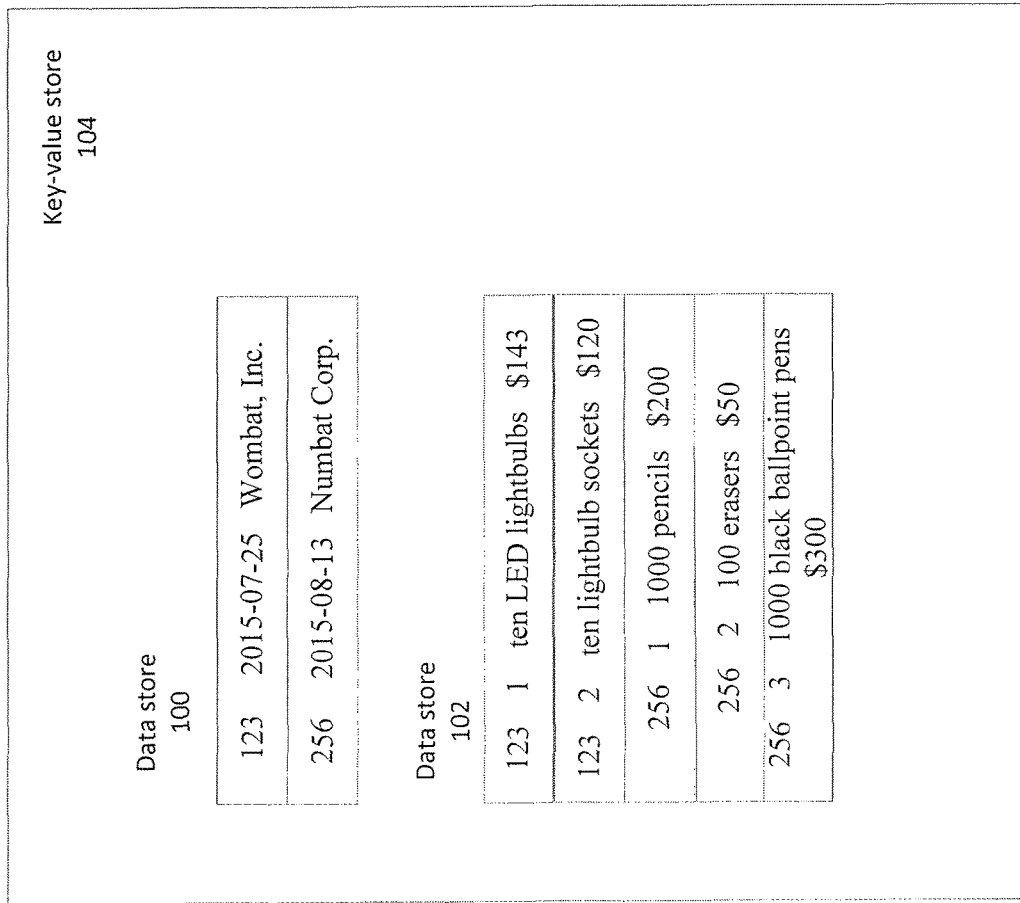 Key-value store
104
Data store
100
123 2015-07-25 Wombat, Inc.
256 2015-08-13 Numbat Corp.
Data store
102
123 1 ten LED lightbulbs $143
123 2 ten lightbulb sockets $120
256 1 1000 pencils $200
256 2 100 erasers $50
256 3 1000 black ballpoint pens
$300